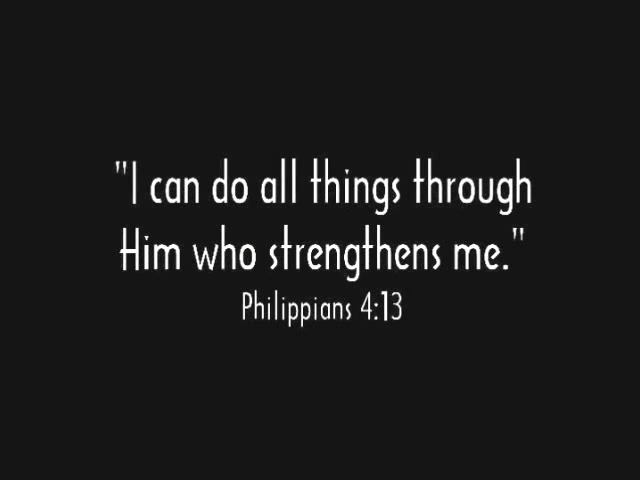 "I can do all things through
Him who strengthens me."
Philippians 4:13